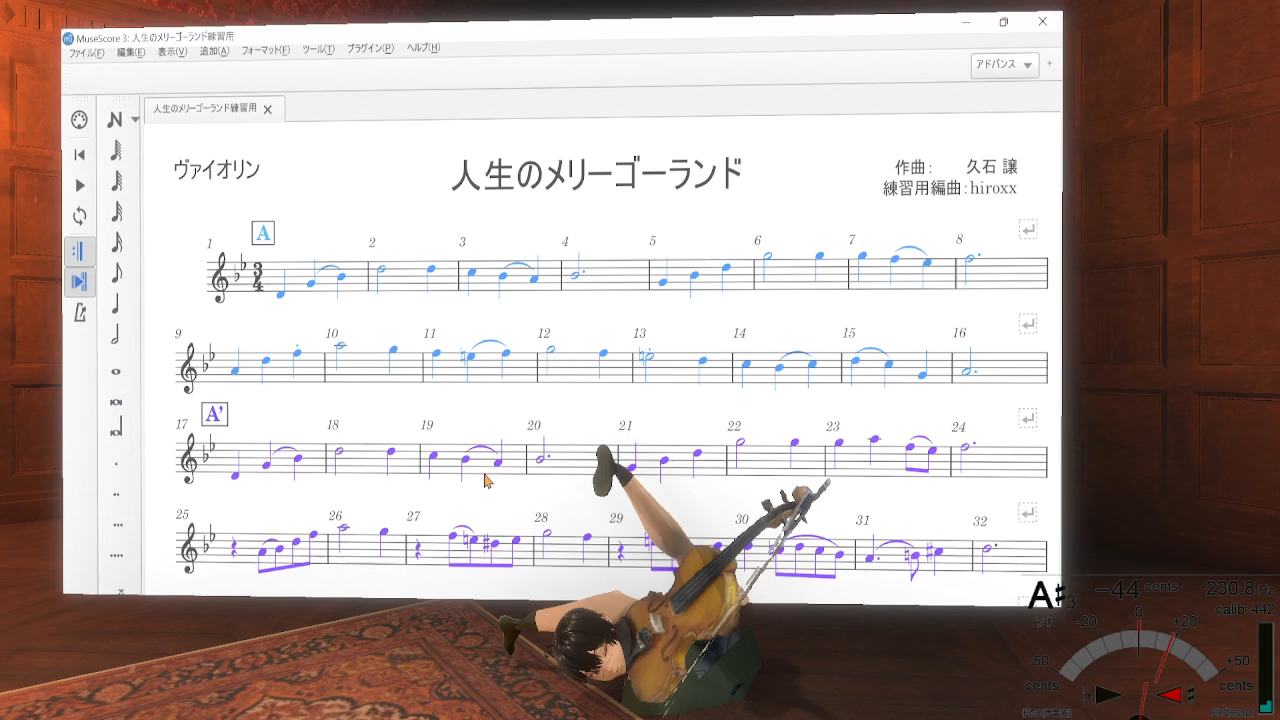 MuseScore 3: 人生のメリーゴーランド練習用
ファイル(F) 編集(E) 表示(V) 追加(A) フォーマット(F) ツール(T) プラグイン(P) ヘルプ(H)
アドバンス
人生のメリーゴーランド練習用
ヴァイオリン
人生のメリーゴーランド
作曲: 久石 譲
練習用編曲:hiroxx
A
1 2 3 4 5 6 7 8
3
4
9 10 11 12 13 14 15 16
A'
17 18 19 20 21 22 23 24
25 26 27 28 29 30 31 32
A♯3 -44 cents 230.8Hz
calib 442
-20 0 +20
-50 +50
cents cents
♭ ♯